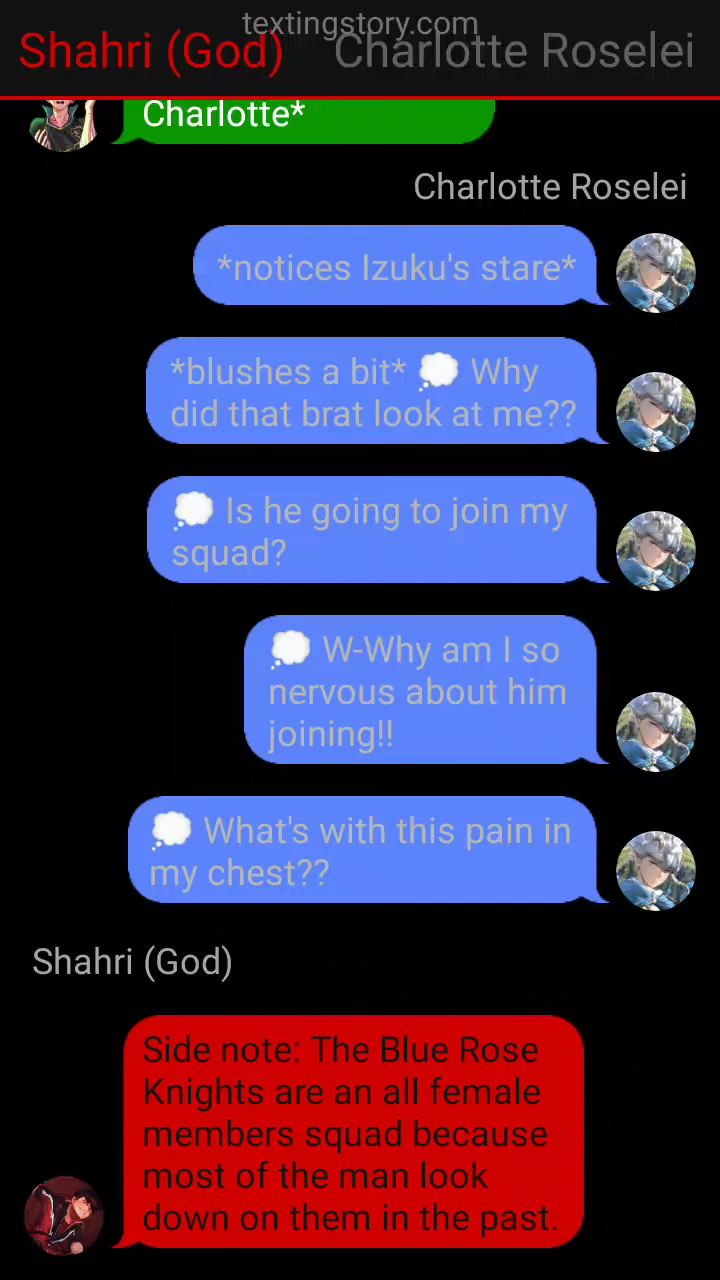 textingstory.com
Shahri (God) Charlotte Roselei
Charlotte*
Charlotte Roselei
*notices Izuku's stare*
*blushes a bit* 💭 Why
did that brat look at me??
💭 Is he going to join my
squad?
💭 W-Why am I so
nervous about him
joining!!
💭 What's with this pain in
my chest??
Shahri (God)
Side note: The Blue Rose
Knights are an all female
members squad because
most of the man look
down on them in the past.